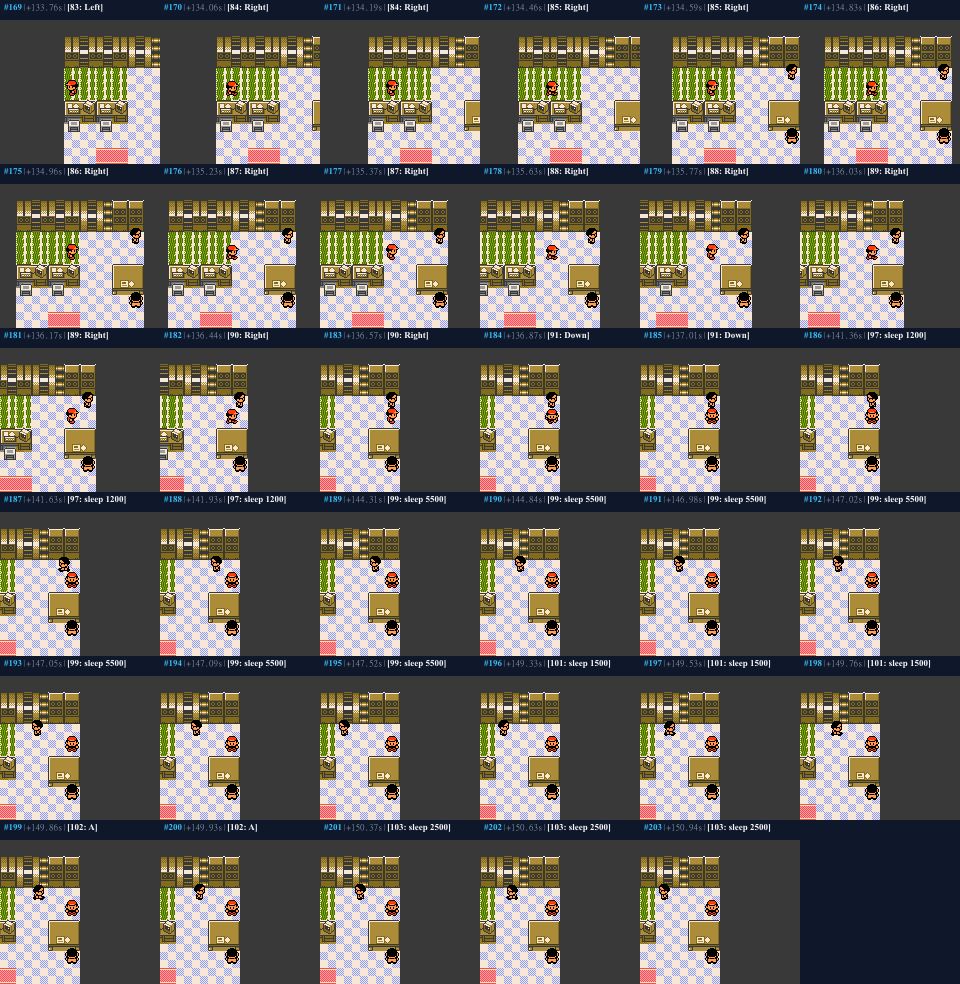 #169|+133.76s|[83: Left]
#170|+134.06s|[84: Right]
#171|+134.19s|[84: Right]
#172|+134.46s|[85: Right]
#173|+134.59s|[85: Right]
#174|+134.83s|[86: Right]
#175|+134.96s|[86: Right]
#176|+135.23s|[87: Right]
#177|+135.37s|[87: Right]
#178|+135.63s|[88: Right]
#179|+135.77s|[88: Right]
#180|+136.03s|[89: Right]
#181|+136.17s|[89: Right]
#182|+136.44s|[90: Right]
#183|+136.57s|[90: Right]
#184|+136.87s|[91: Down]
#185|+137.01s|[91: Down]
#186|+141.36s|[97: sleep 1200]
#187|+141.63s|[97: sleep 1200]
#188|+141.93s|[97: sleep 1200]
#189|+144.31s|[99: sleep 5500]
#190|+144.84s|[99: sleep 5500]
#191|+146.98s|[99: sleep 5500]
#192|+147.02s|[99: sleep 5500]
#193|+147.05s|[99: sleep 5500]
#194|+147.09s|[99: sleep 5500]
#195|+147.52s|[99: sleep 5500]
#196|+149.33s|[101: sleep 1500]
#197|+149.53s|[101: sleep 1500]
#198|+149.76s|[101: sleep 1500]
#199|+149.86s|[102: A]
#200|+149.93s|[102: A]
#201|+150.37s|[103: sleep 2500]
#202|+150.63s|[103: sleep 2500]
#203|+150.94s|[103: sleep 2500]